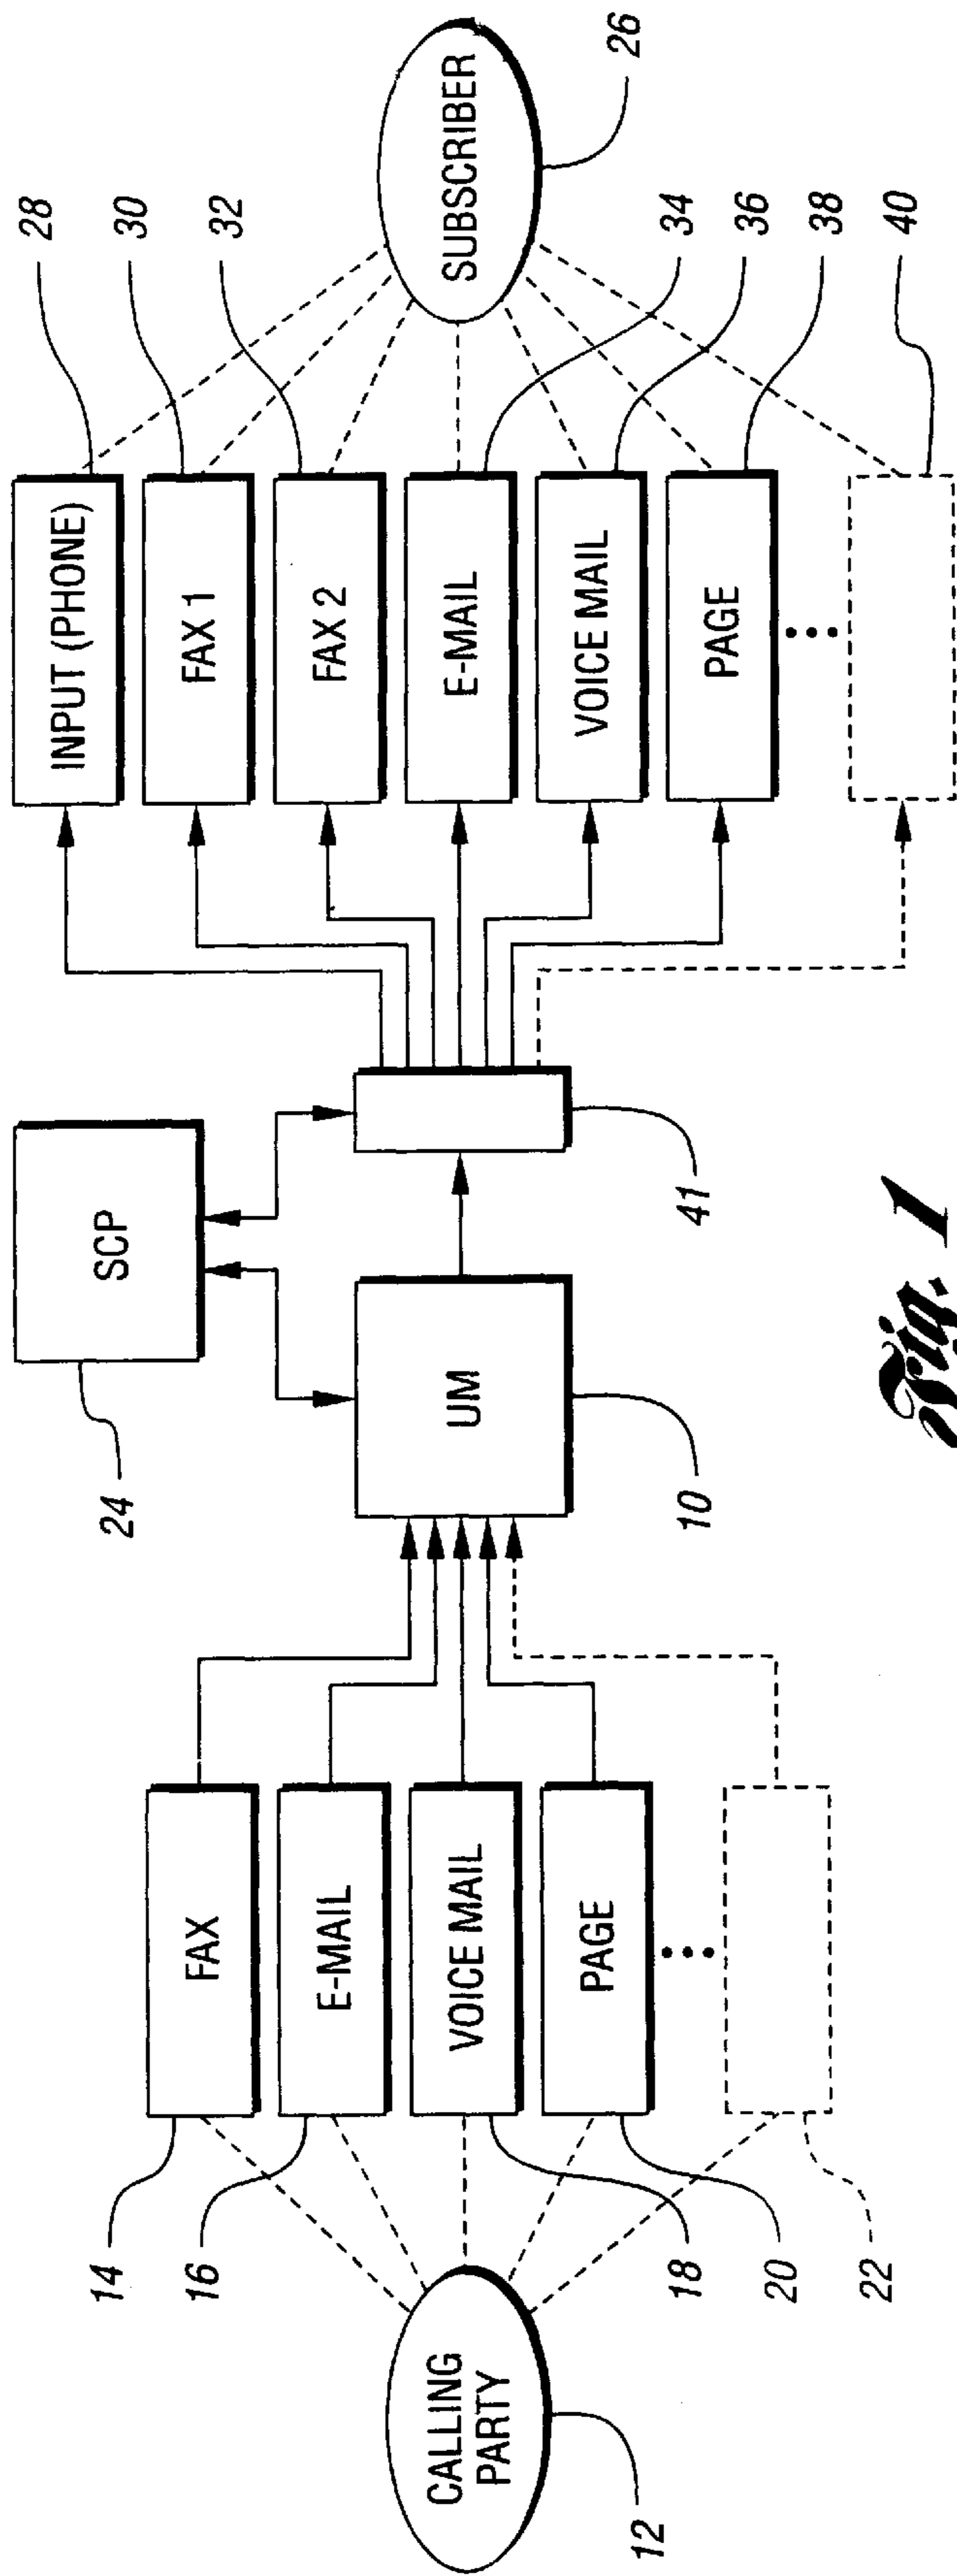 CALLING
PARTY
12
14
FAX
16
E-MAIL
VOICE MAIL
18
PAGE
20
22
24
SCP
UM
10
41
INPUT (PHONE)
28
FAX 1
30
FAX 2
32
E-MAIL
34
VOICE MAIL
36
PAGE
38
40
SUBSCRIBER
26
Fig. 1